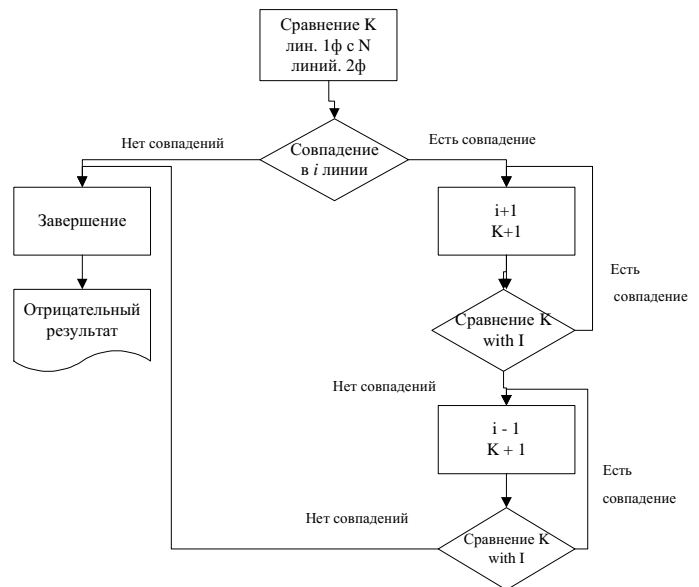 Сравнение К
лин. 1ф с N
линий. 2ф
Нет совпадений
Есть совпадение
Совпадение
в i линии
Завершение
i+1
K+1
Отрицательный
результат
Есть
совпадение
Сравнение К
with I
Нет совпадений
i - 1
K + 1
Есть
совпадение
Нет совпадений
Сравнение К
with I